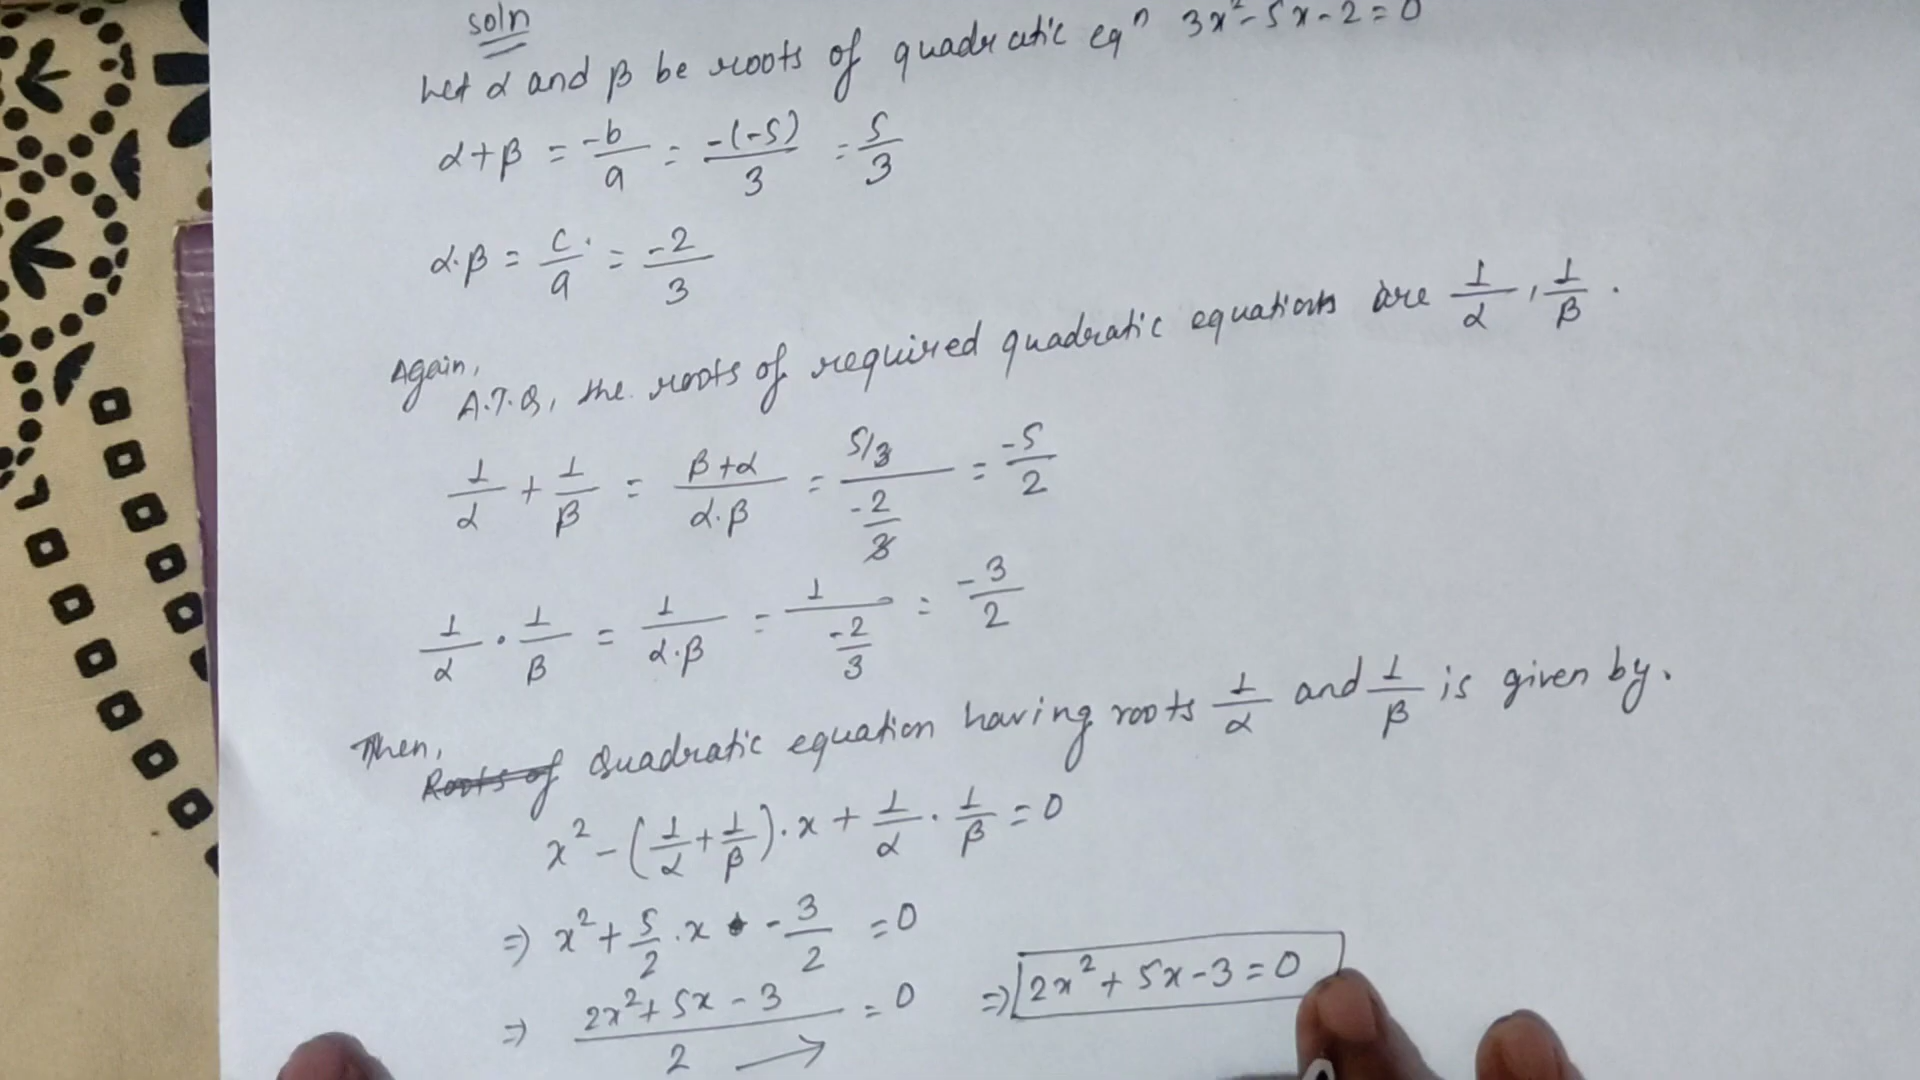 soln
Let α and β be roots of quadratic eqⁿ 3x²-5x-2=0
α+β = -b/a = -(-5)/3 = 5/3
α.β = c/a = -2/3
Again,
A.T.Q, the roots of required quadratic equations are 1/α, 1/β.
1/α + 1/β = β+α/α.β = 5/3/-2/3 = -5/2
1/α . 1/β = 1/α.β = 1/-2/3 = -3/2
Then,
Roots of Quadratic equation having roots 1/α and 1/β is given by.
x² - (1/α + 1/β).x + 1/α . 1/β = 0
⇒ x² + 5/2 .x - 3/2 = 0
⇒ 2x² + 5x - 3/2 = 0 ⇒ 2x² + 5x - 3 = 0